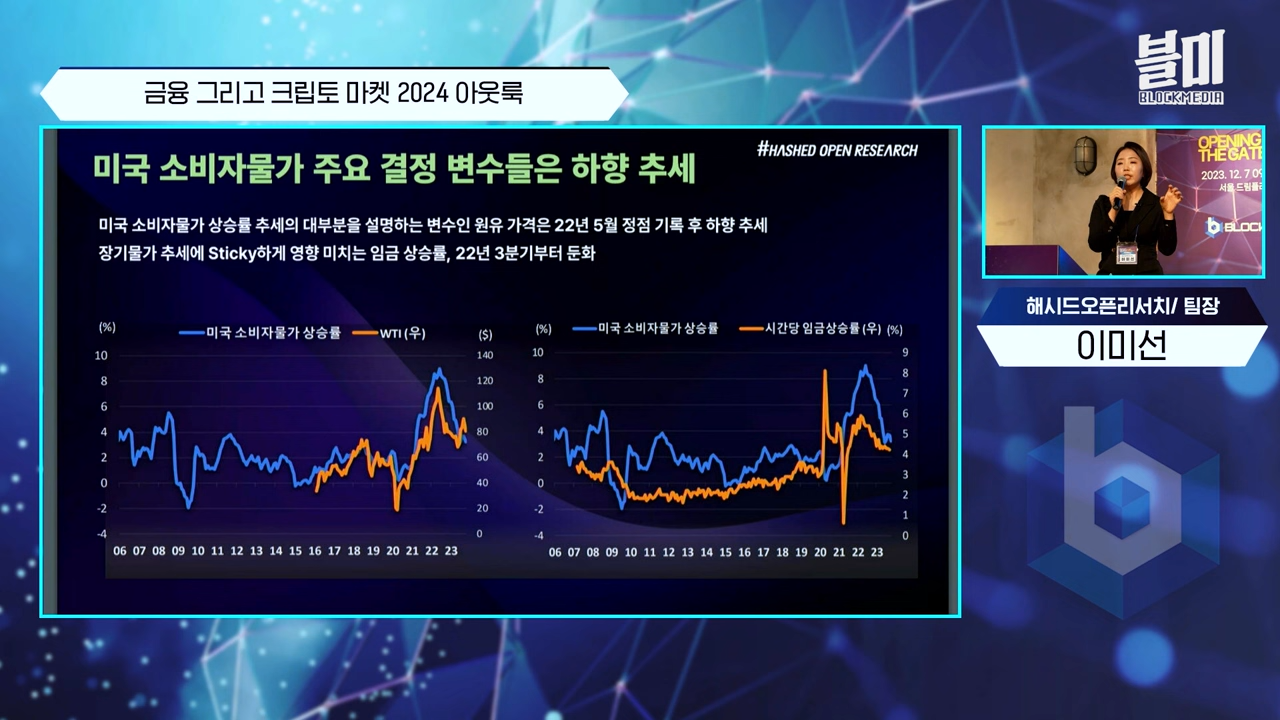 블미
BLOCKMEDIA
금융 그리고 크립토 마켓 2024 아웃룩
#HASHED OPEN RESEARCH
미국 소비자물가 주요 결정 변수들은 하향 추세
미국 소비자물가 상승률 추세의 대부분을 설명하는 변수인 원유 가격은 22년 5월 정점 기록 후 하향 추세
장기물가 추세에 Sticky하게 영향 미치는 임금 상승률, 22년 3분기부터 둔화
(%) 미국 소비자물가 상승률 WTI (우) ($)
10 140
8 120
6 100
4 80
2 60
0 40
-2 20
-4 0
06 07 08 09 10 11 12 13 14 15 16 17 18 19 20 21 22 23
(%) 미국 소비자물가 상승률 시간당 임금상승률 (우) (%)
10 9
8 8
7
6 6
5
4 4
2 3
0 2
-2 1
-4 0
06 07 08 09 10 11 12 13 14 15 16 17 18 19 20 21 22 23
OPENING
THE GATE
2023. 12. 7
서울 드림플
BLOCK
해시드오픈리서치/ 팀장
이미선